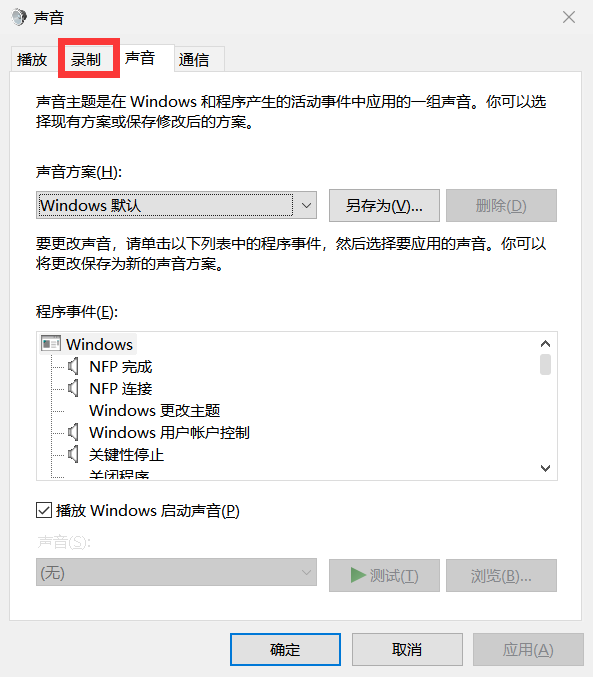 声音
播放 录制 声音 通信
声音主题是在 Windows 和程序产生的活动事件中应用的一组声音。你可以选
择现有方案或保存修改后的方案。
声音方案(H):
Windows 默认 另存为(V)... 删除(D)
要更改声音，请单击以下列表中的程序事件，然后选择要应用的声音。你可以
将更改保存为新的声音方案。
程序事件(E):
Windows
NFP 完成
NFP 连接
Windows 更改主题
Windows 用户帐户控制
关键性停止
关闭程序
播放 Windows 启动声音(P)
声音(S):
(无) 测试(T) 浏览(B)...
确定 取消 应用(A)